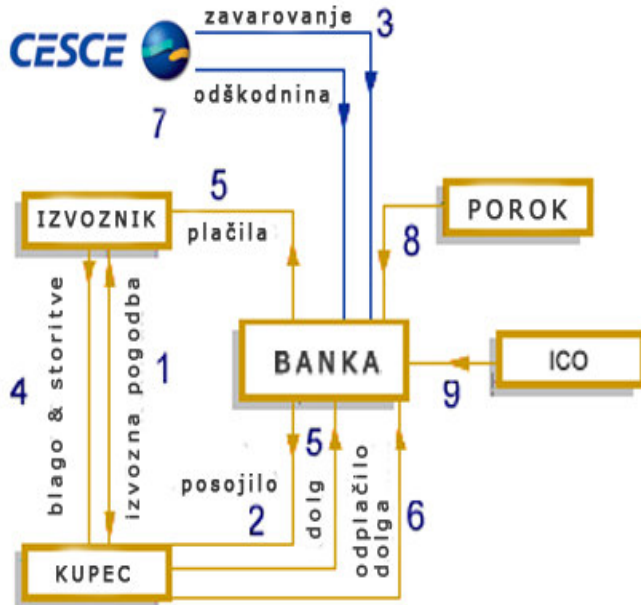 zavarovanje
3
CESCE
odškodnina
7
5
IZVOZNIK
plačila
POROK
8
blago & storitve
4
izvozna pogodba
1
BANKA
ICO
9
posojilo
2
5
dolg
odplačilo
dolga
6
KUPEC